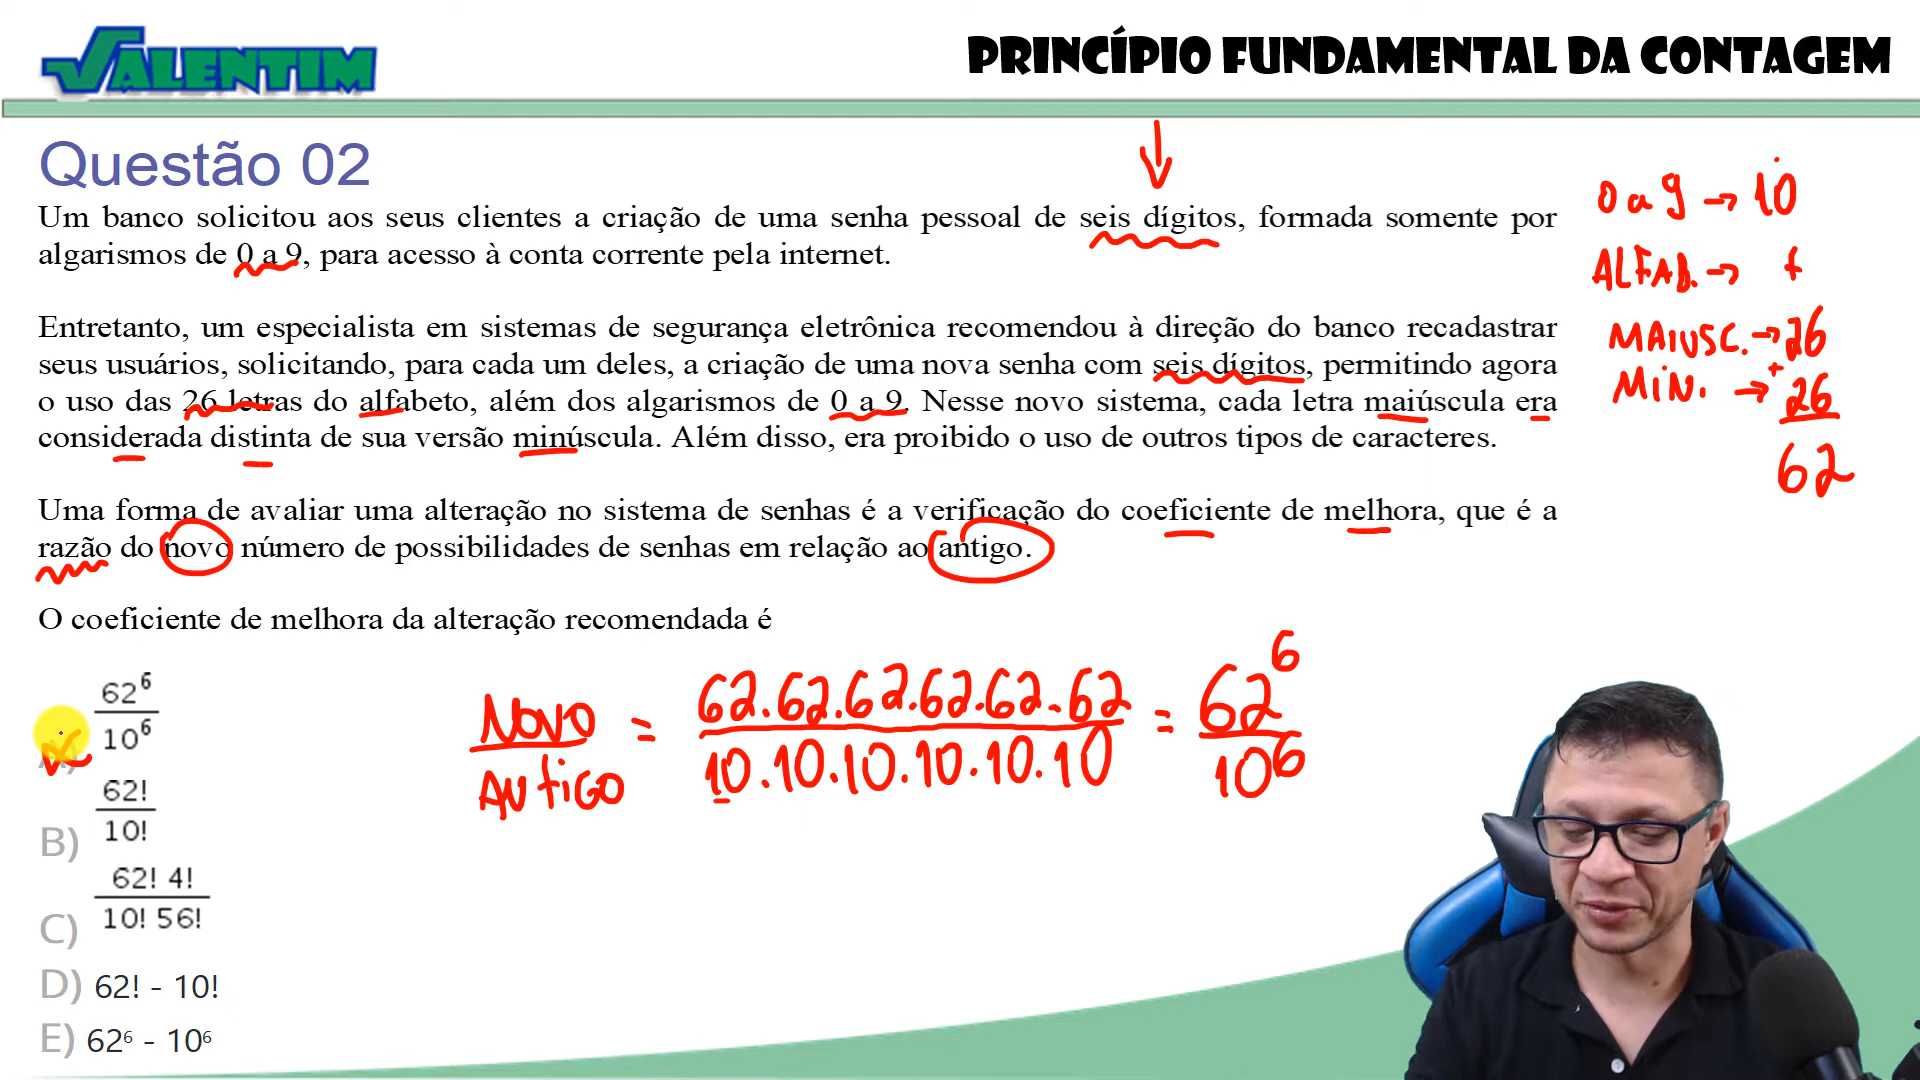 VALENTIM
PRINCÍPIO FUNDAMENTAL DA CONTAGEM
Questão 02
Um banco solicitou aos seus clientes a criação de uma senha pessoal de seis dígitos, formada somente por
algarismos de 0 a 9, para acesso à conta corrente pela internet.
Entretanto, um especialista em sistemas de segurança eletrônica recomendou à direção do banco recadastrar
seus usuários, solicitando, para cada um deles, a criação de uma nova senha com seis dígitos, permitindo agora
o uso das 26 letras do alfabeto, além dos algarismos de 0 a 9. Nesse novo sistema, cada letra maiúscula era
considerada distinta de sua versão minúscula. Além disso, era proibido o uso de outros tipos de caracteres.
Uma forma de avaliar uma alteração no sistema de senhas é a verificação do coeficiente de melhora, que é a
razão do novo número de possibilidades de senhas em relação ao antigo.
O coeficiente de melhora da alteração recomendada é
A) 62⁶
10⁶
B) 62!
10!
C) 62! 4!
10! 56!
D) 62! - 10!
E) 62⁶ - 10⁶
0 a 9 → 10
ALFAB. → +
MAIUSC. → 26
MIN. → + 26
62
NOVO = 62.62.62.62.62.62 = 62⁶
ANTIGO 10.10.10.10.10.10 10⁶